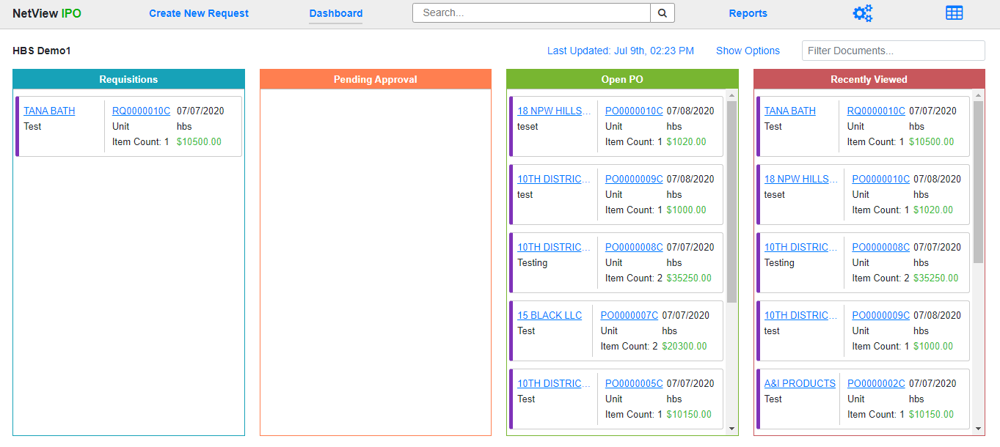 NetView IPO Create New Request Dashboard Search... Reports
HBS Demo1 Last Updated: Jul 9th, 02:23 PM Show Options Filter Documents...
Requisitions
TANA BATH RQ0000010C 07/07/2020
Test Unit hbs
Item Count: 1 $10500.00
Pending Approval
Open PO
18 NPW HILLS... PO0000010C 07/08/2020
teset Unit hbs
Item Count: 1 $1020.00
10TH DISTRIC... PO0000009C 07/08/2020
test Unit hbs
Item Count: 1 $1000.00
10TH DISTRIC... PO0000008C 07/07/2020
Testing Unit hbs
Item Count: 2 $35250.00
15 BLACK LLC PO0000007C 07/07/2020
Test Unit hbs
Item Count: 2 $20300.00
10TH DISTRIC... PO0000005C 07/07/2020
Test Unit hbs
Item Count: 1 $10150.00
Recently Viewed
TANA BATH RQ0000010C 07/07/2020
Test Unit hbs
Item Count: 1 $10500.00
18 NPW HILLS... PO0000010C 07/08/2020
teset Unit hbs
Item Count: 1 $1020.00
10TH DISTRIC... PO0000008C 07/07/2020
Testing Unit hbs
Item Count: 2 $35250.00
10TH DISTRIC... PO0000009C 07/08/2020
test Unit hbs
Item Count: 1 $1000.00
A&I PRODUCTS PO0000002C 07/07/2020
Test Unit hbs
Item Count: 1 $10150.00